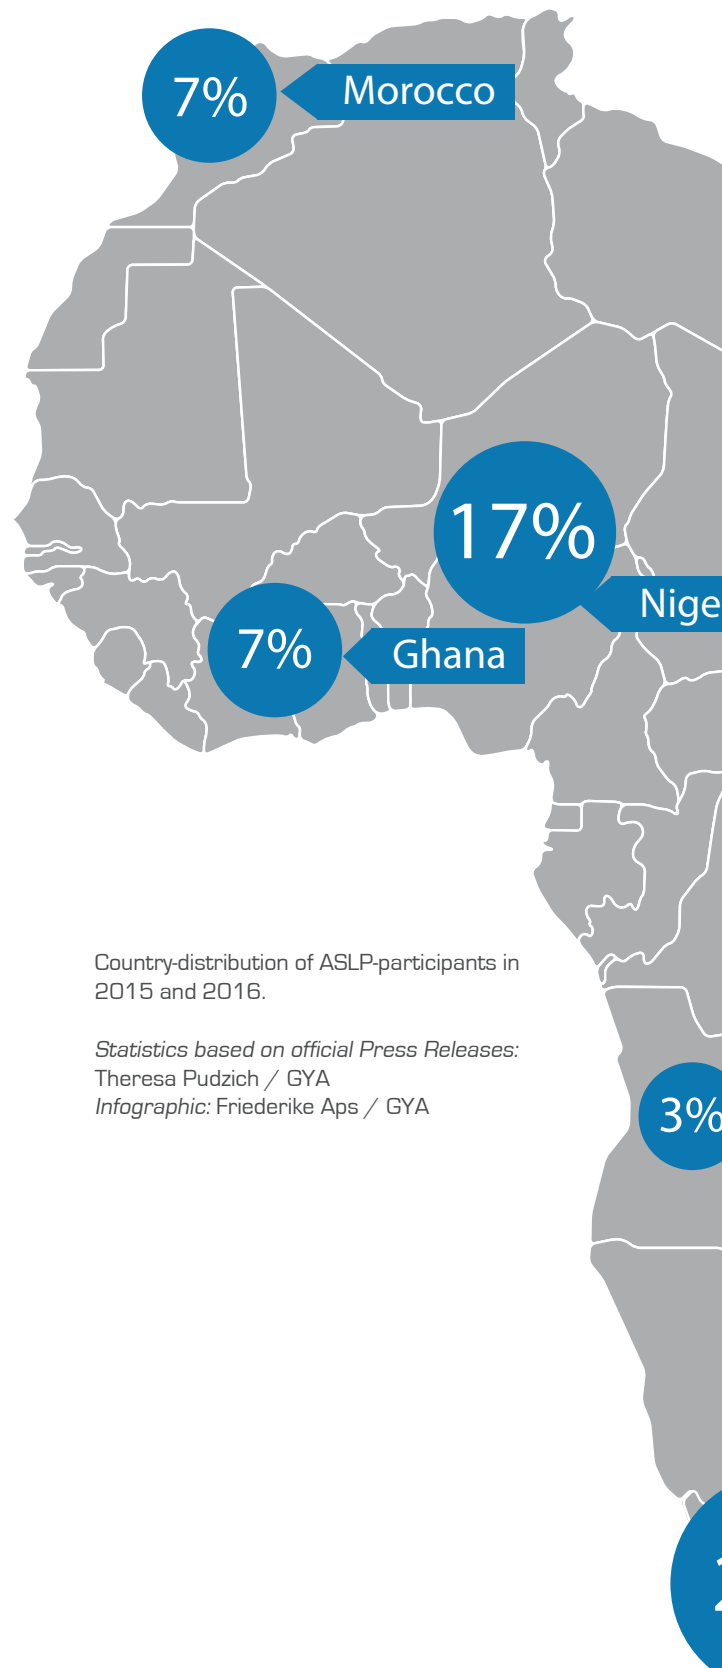 7%
Morocco
17%
Nige
7%
Ghana
Country-distribution of ASLP-participants in
2015 and 2016.
Statistics based on official Press Releases:
Theresa Pudzich / GYA
Infographic: Friederike Aps / GYA
3%